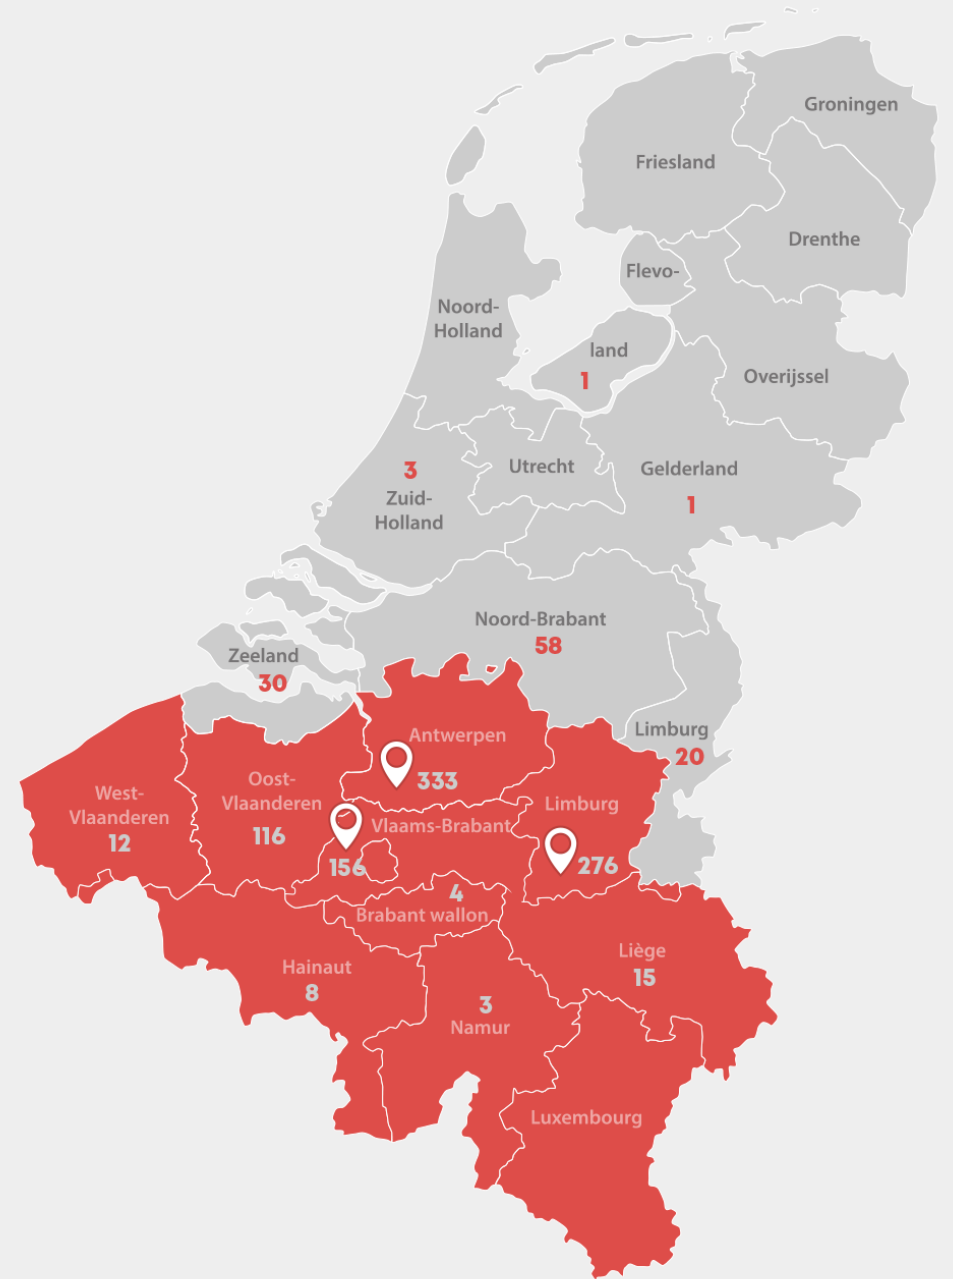 Groningen
Friesland
Drenthe
Flevo-
Noord-
Holland
land
1
Overijssel
3
Zuid-
Holland
Utrecht
Gelderland
1
Noord-Brabant
58
Zeeland
30
Limburg
20
Antwerpen
333
West-
Vlaanderen
12
Oost-
Vlaanderen
116
Limburg
276
Vlaams-Brabant
156
4
Brabant wallon
Liège
15
Hainaut
8
3
Namur
Luxembourg